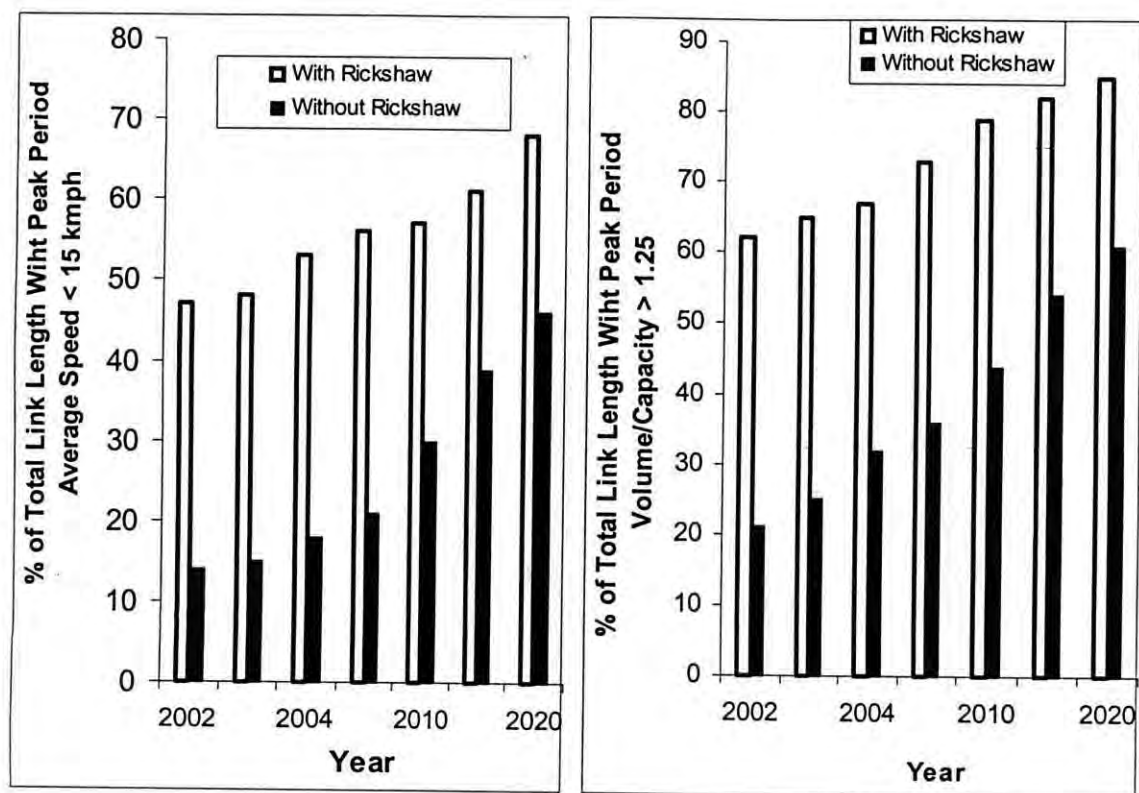 80
70
60
50
40
30
20
10
0
% of Total Link Length Wiht Peak Period
Average Speed < 15 kmph
With Rickshaw
Without Rickshaw
2002 2004 2010 2020
Year
90
80
70
60
50
40
30
20
10
0
% of Total Link Length Wiht Peak Period
Volume/Capacity > 1.25
With Rickshaw
Without Rickshaw
2002 2004 2010 2020
Year